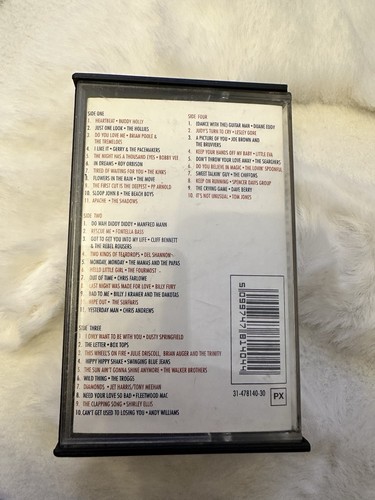 SIDE ONE
1. HEARTBEAT • BUDDY HOLLY
2. JUST ONE LOOK • THE HOLLIES
3. DO YOU LOVE ME • BRIAN POOLE &
THE TREMELOES
4. I LIKE IT • GERRY & THE PACEMAKERS
5. THE NIGHT HAS A THOUSAND EYES • BOBBY VEE
6. IN DREAMS • ROY ORBISON
7. TIRED OF WAITING FOR YOU • THE KINKS
8. FLOWERS IN THE RAIN • THE MOVE
9. THE FIRST CUT IS THE DEEPEST • PP ARNOLD
10. SLOOP JOHN B • THE BEACH BOYS
11. APACHE • THE SHADOWS
SIDE TWO
1. DO WAH DIDDY DIDDY • MANFRED MANN
2. RESCUE ME • FONTELLA BASS
3. GOT TO GET YOU INTO MY LIFE • CLIFF BENNETT
& THE REBEL ROUSERS
4. TWO KINDS OF TEARDROPS • DEL SHANNON
5. MONDAY, MONDAY • THE MAMAS AND THE PAPAS
6. HELLO LITTLE GIRL • THE FOURMOST
7. OUT OF TIME • CHRIS FARLOWE
8. LAST NIGHT WAS MADE FOR LOVE • BILLY FURY
9. BAD TO ME • BILLY J KRAMER AND THE DAKOTAS
10. WIPE OUT • THE SURFARIS
11. YESTERDAY MAN • CHRIS ANDREWS
SIDE THREE
1. I ONLY WANT TO BE WITH YOU • DUSTY SPRINGFIELD
2. THE LETTER • BOX TOPS
3. THIS WHEEL'S ON FIRE • JULIE DRISCOLL, BRIAN AUGER AND THE TRINITY
4. HIPPY HIPPY SHAKE • SWINGING BLUE JEANS
5. THE SUN AIN'T GONNA SHINE ANYMORE • THE WALKER BROTHERS
6. WILD THING • THE TROGGS
7. DIAMONDS • JET HARRIS/TONY MEEHAN
8. NEED YOUR LOVE SO BAD • FLEETWOOD MAC
9. THE CLAPPING SONG • SHIRLEY ELLIS
10. CAN'T GET USED TO LOSING YOU • ANDY WILLIAMS
SIDE FOUR
1. (DANCE WITH THE) GUITAR MAN • DUANE EDDY
2. JUDY'S TURN TO CRY • LESLEY GORE
3. A PICTURE OF YOU • JOE BROWN AND
THE BRUVVERS
4. KEEP YOUR HANDS OFF MY BABY • LITTLE EVA
5. DON'T THROW YOUR LOVE AWAY • THE SEARCHERS
6. DO YOU BELIEVE IN MAGIC • THE LOVIN' SPOONFUL
7. SWEET TALKIN' GUY • THE CHIFFONS
8. KEEP ON RUNNING • SPENCER DAVIS GROUP
9. THE CRYING GAME • DAVE BERRY
10. IT'S NOT UNUSUAL • TOM JONES
5 099747 814044
31-478140-30
PX